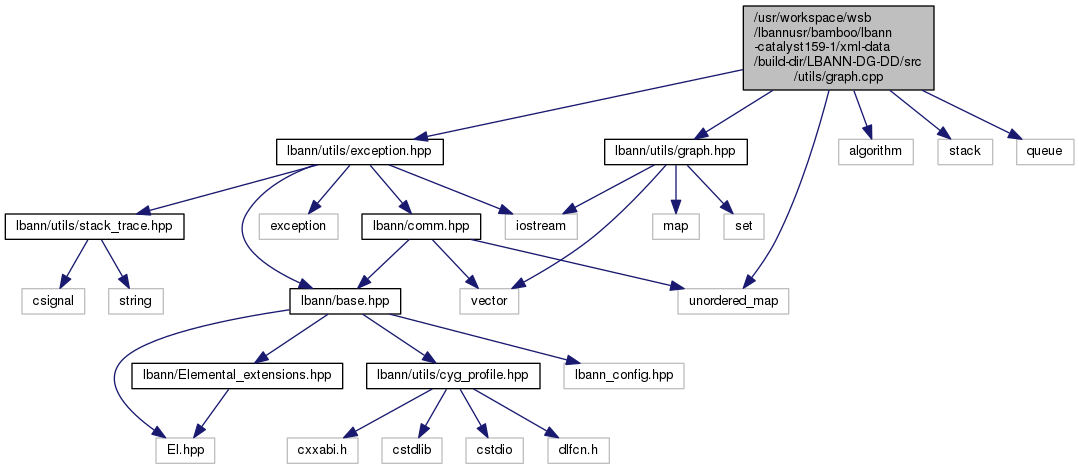 /usr/workspace/wsb
/lbannusr/bamboo/lbann
-catalyst159-1/xml-data
/build-dir/LBANN-DG-DD/src
/utils/graph.cpp
lbann/utils/exception.hpp
lbann/utils/graph.hpp
algorithm
stack
queue
lbann/utils/stack_trace.hpp
exception
lbann/comm.hpp
iostream
map
set
csignal
string
lbann/base.hpp
vector
unordered_map
lbann/Elemental_extensions.hpp
lbann/utils/cyg_profile.hpp
lbann_config.hpp
El.hpp
cxxabi.h
cstdlib
cstdio
dlfcn.h